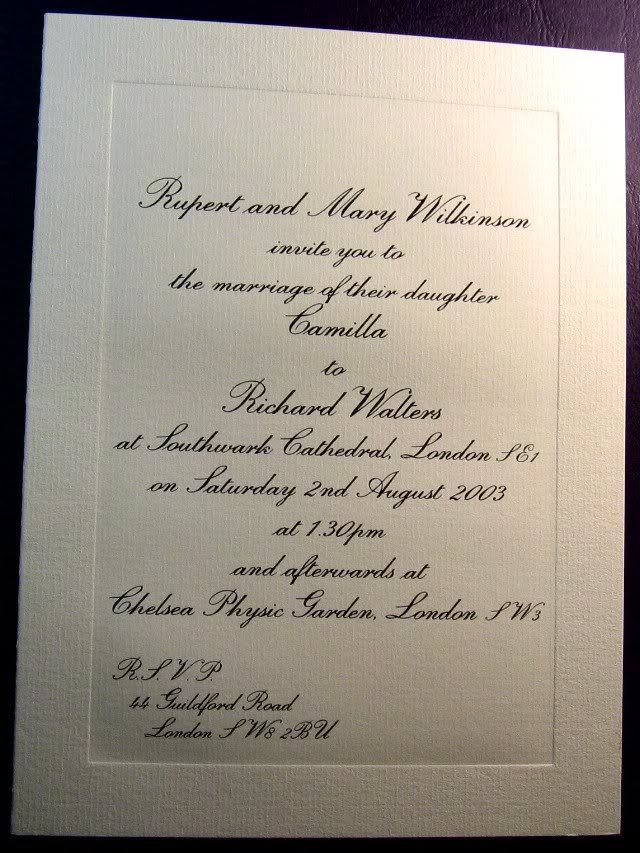 Rupert and Mary Wilkinson
invite you to
the marriage of their daughter
Camilla
to
Richard Walters
at Southwark Cathedral, London SE1
on Saturday 2nd August 2003
at 1.30pm
and afterwards at
Chelsea Physic Garden, London SW3
R.S.V.P.
44 Guildford Road
London SW8 2BU